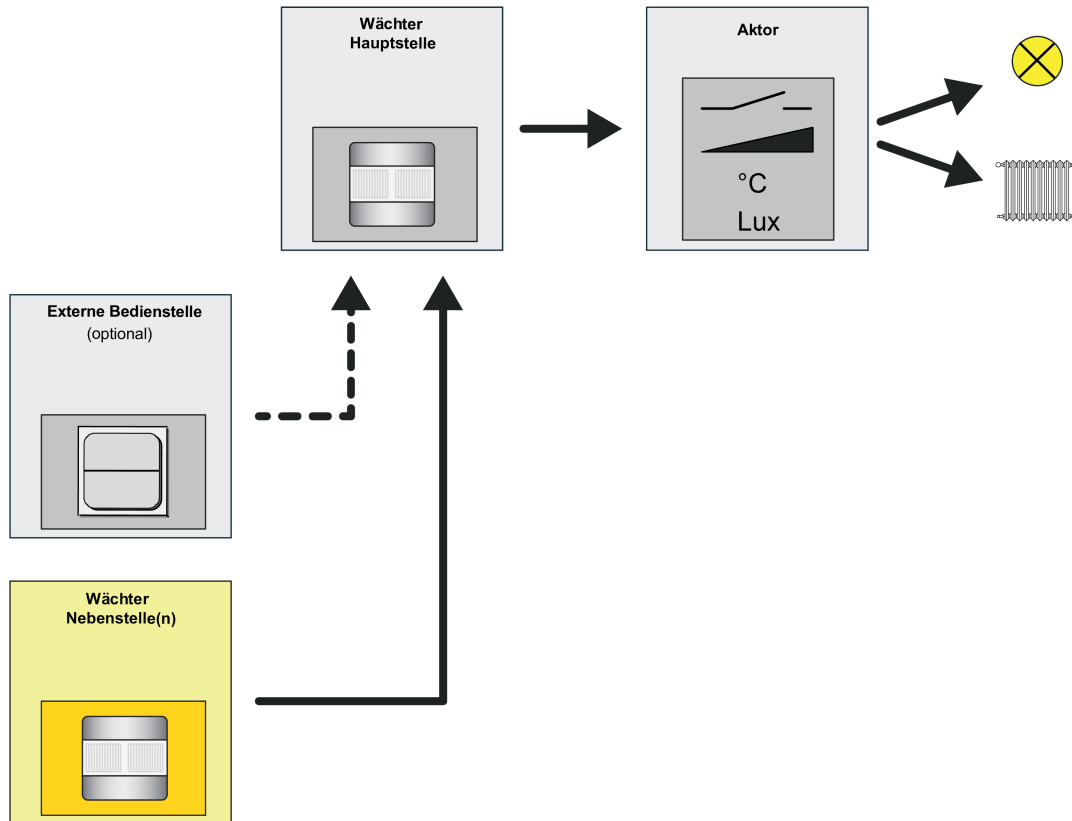 Wächter
Hauptstelle
Aktor
°C
Lux
Externe Bedienstelle
(optional)
Wächter
Nebenstelle(n)